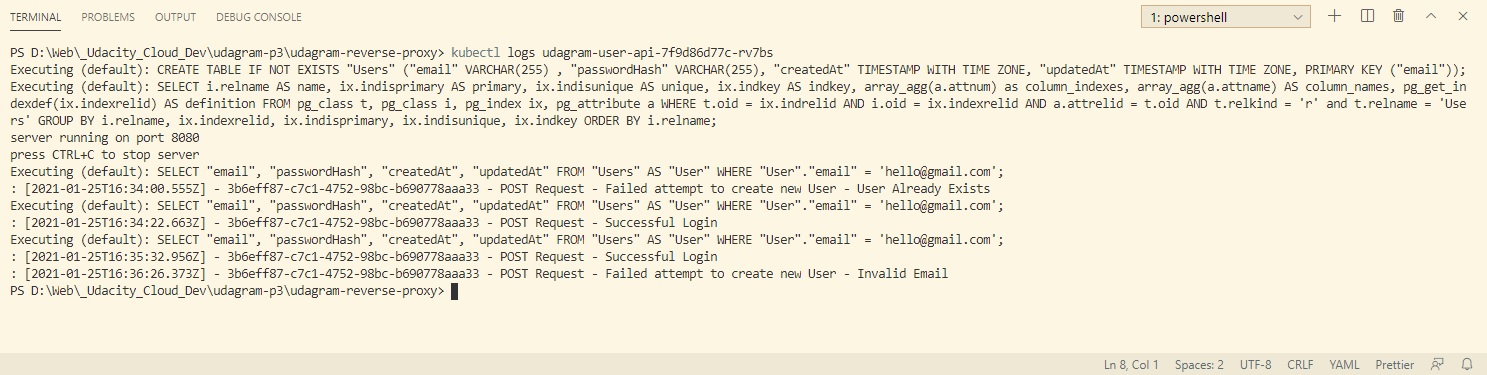 TERMINAL PROBLEMS OUTPUT DEBUG CONSOLE 1: powershell
PS D:\Web\_Udacity_Cloud_Dev\udagram-p3\udagram-reverse-proxy> kubectl logs udagram-user-api-7f9d86d77c-rv7bs
Executing (default): CREATE TABLE IF NOT EXISTS "Users" ("email" VARCHAR(255) , "passwordHash" VARCHAR(255), "createdAt" TIMESTAMP WITH TIME ZONE, "updatedAt" TIMESTAMP WITH TIME ZONE, PRIMARY KEY ("email"));
Executing (default): SELECT i.relname AS name, ix.indisprimary AS primary, ix.indisunique AS unique, ix.indkey AS indkey, array_agg(a.attnum) as column_indexes, array_agg(a.attname) AS column_names, pg_get_in
dexdef(ix.indexrelid) AS definition FROM pg_class t, pg_class i, pg_index ix, pg_attribute a WHERE t.oid = ix.indrelid AND i.oid = ix.indexrelid AND a.attrelid = t.oid AND t.relkind = 'r' and t.relname = 'Use
rs' GROUP BY i.relname, ix.indexrelid, ix.indisprimary, ix.indisunique, ix.indkey ORDER BY i.relname;
server running on port 8080
press CTRL+C to stop server
Executing (default): SELECT "email", "passwordHash", "createdAt", "updatedAt" FROM "Users" AS "User" WHERE "User"."email" = 'hello@gmail.com';
: [2021-01-25T16:34:00.555Z] - 3b6eff87-c7c1-4752-98bc-b690778aaa33 - POST Request - Failed attempt to create new User - User Already Exists
Executing (default): SELECT "email", "passwordHash", "createdAt", "updatedAt" FROM "Users" AS "User" WHERE "User"."email" = 'hello@gmail.com';
: [2021-01-25T16:34:22.663Z] - 3b6eff87-c7c1-4752-98bc-b690778aaa33 - POST Request - Successful Login
Executing (default): SELECT "email", "passwordHash", "createdAt", "updatedAt" FROM "Users" AS "User" WHERE "User"."email" = 'hello@gmail.com';
: [2021-01-25T16:35:32.956Z] - 3b6eff87-c7c1-4752-98bc-b690778aaa33 - POST Request - Successful Login
: [2021-01-25T16:36:26.373Z] - 3b6eff87-c7c1-4752-98bc-b690778aaa33 - POST Request - Failed attempt to create new User - Invalid Email
PS D:\Web\_Udacity_Cloud_Dev\udagram-p3\udagram-reverse-proxy>
Ln 8, Col 1 Spaces: 2 UTF-8 CRLF YAML Prettier